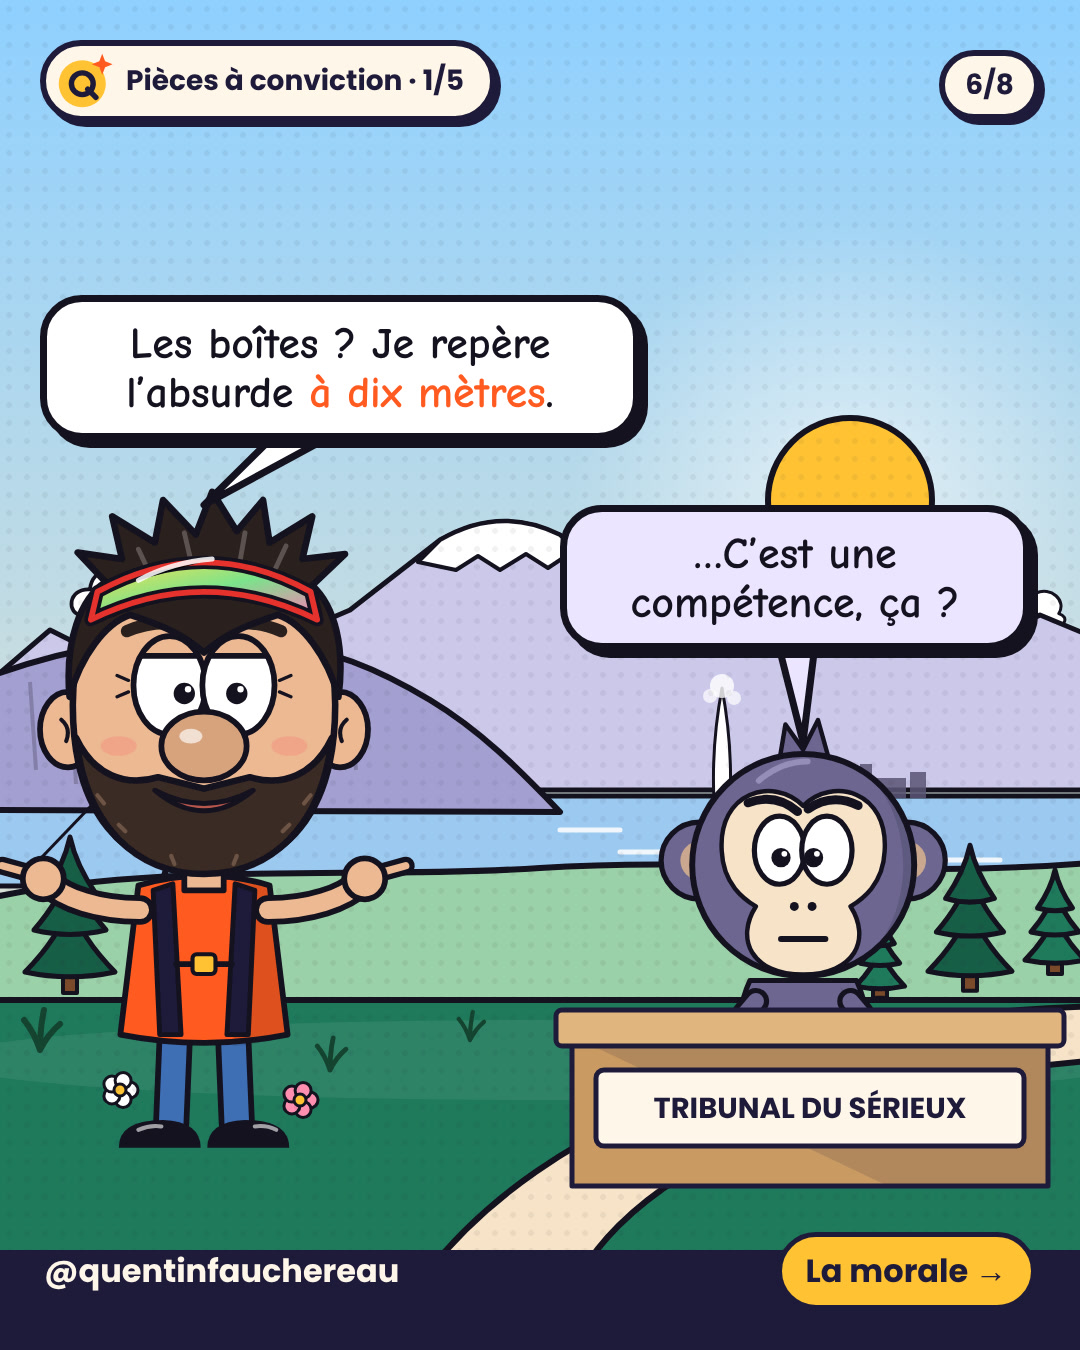 Q Pièces à conviction · 1/5
6/8
Les boîtes ? Je repère
l'absurde à dix mètres.
...C'est une
compétence, ça ?
TRIBUNAL DU SÉRIEUX
@quentinfauchereau
La morale →